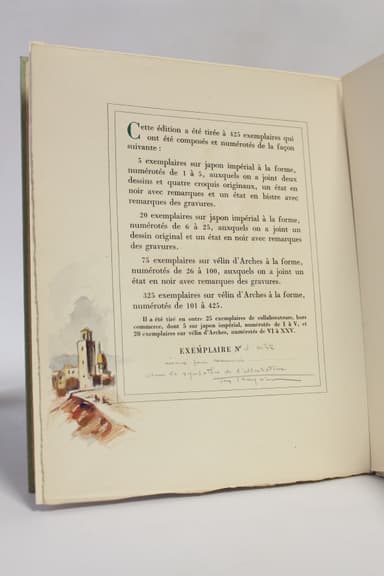 Cette édition a été tirée à 425 exemplaires qui
ont été composés et numérotés de la façon
suivante :
5 exemplaires sur japon impérial à la forme,
numérotés de 1 à 5, auxquels on a joint deux
dessins et quatre croquis originaux, un état en
noir avec remarques et un état en bistre avec
remarques des gravures.
20 exemplaires sur japon impérial à la forme,
numérotés de 6 à 25, auxquels on a joint un
dessin original et un état en noir avec remarques
des gravures.
75 exemplaires sur vélin d'Arches à la forme,
numérotés de 26 à 100, auxquels on a joint un
état en noir avec remarques des gravures.
325 exemplaires sur vélin d'Arches à la forme,
numérotés de 101 à 425.
Il a été tiré en outre 25 exemplaires de collaborateurs, hors
commerce, dont 5 sur japon impérial, numérotés de I à V, et
20 exemplaires sur vélin d'Arches, numérotés de VI à XXV.
EXEMPLAIRE N°
sympathie de l'illustrateur